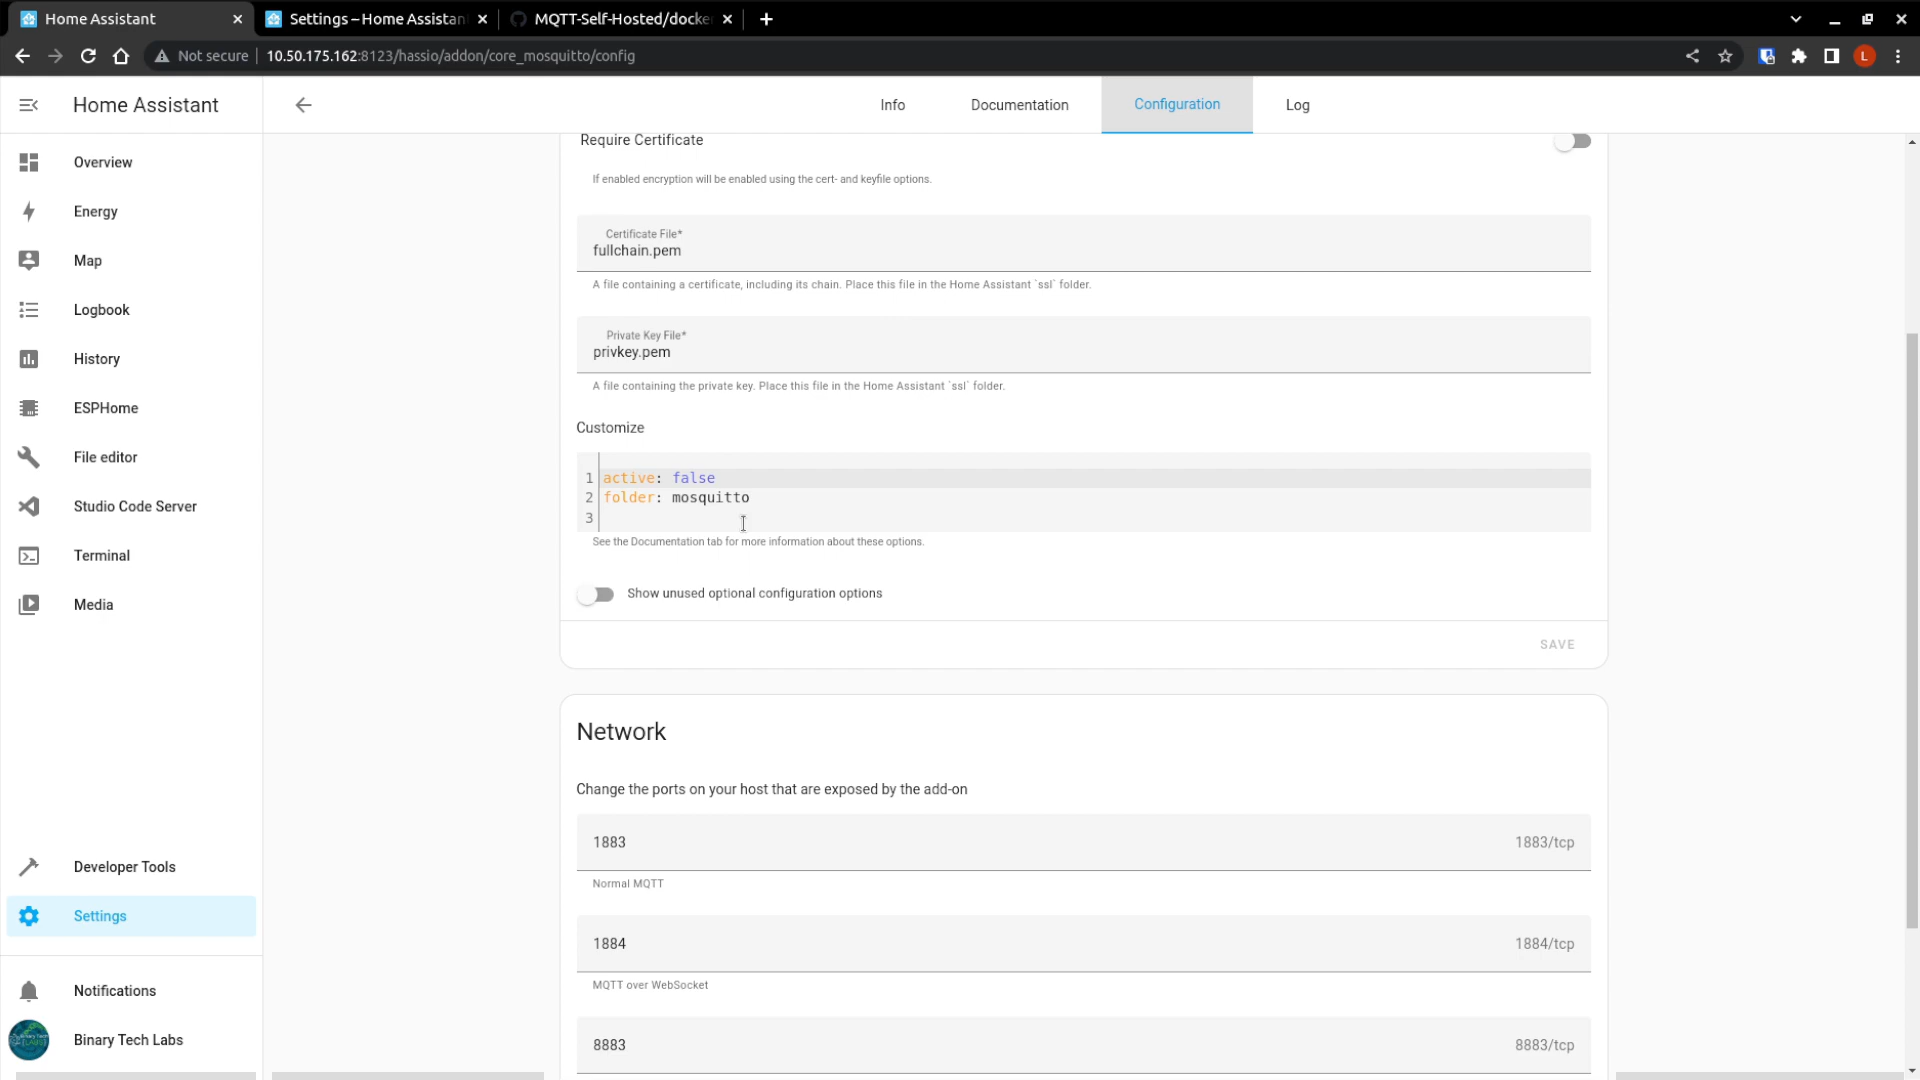 Home Assistant
Settings – Home Assistan
MQTT-Self-Hosted/docke
Not secure
10.50.175.162:8123/hassio/addon/core_mosquitto/config
L
Home Assistant
Info
Documentation
Configuration
Log
Overview
Energy
Map
Logbook
History
ESPHome
File editor
Studio Code Server
Terminal
Media
Developer Tools
Settings
Notifications
Binary Tech Labs
Require Certificate
If enabled encryption will be enabled using the cert- and keyfile options.
Certificate File*
fullchain.pem
A file containing a certificate, including its chain. Place this file in the Home Assistant `ssl` folder.
Private Key File*
privkey.pem
A file containing the private key. Place this file in the Home Assistant `ssl` folder.
Customize
1 active: false
2 folder: mosquitto
3
See the Documentation tab for more information about these options.
Show unused optional configuration options
SAVE
Network
Change the ports on your host that are exposed by the add-on
1883 1883/tcp
Normal MQTT
1884 1884/tcp
MQTT over WebSocket
8883 8883/tcp